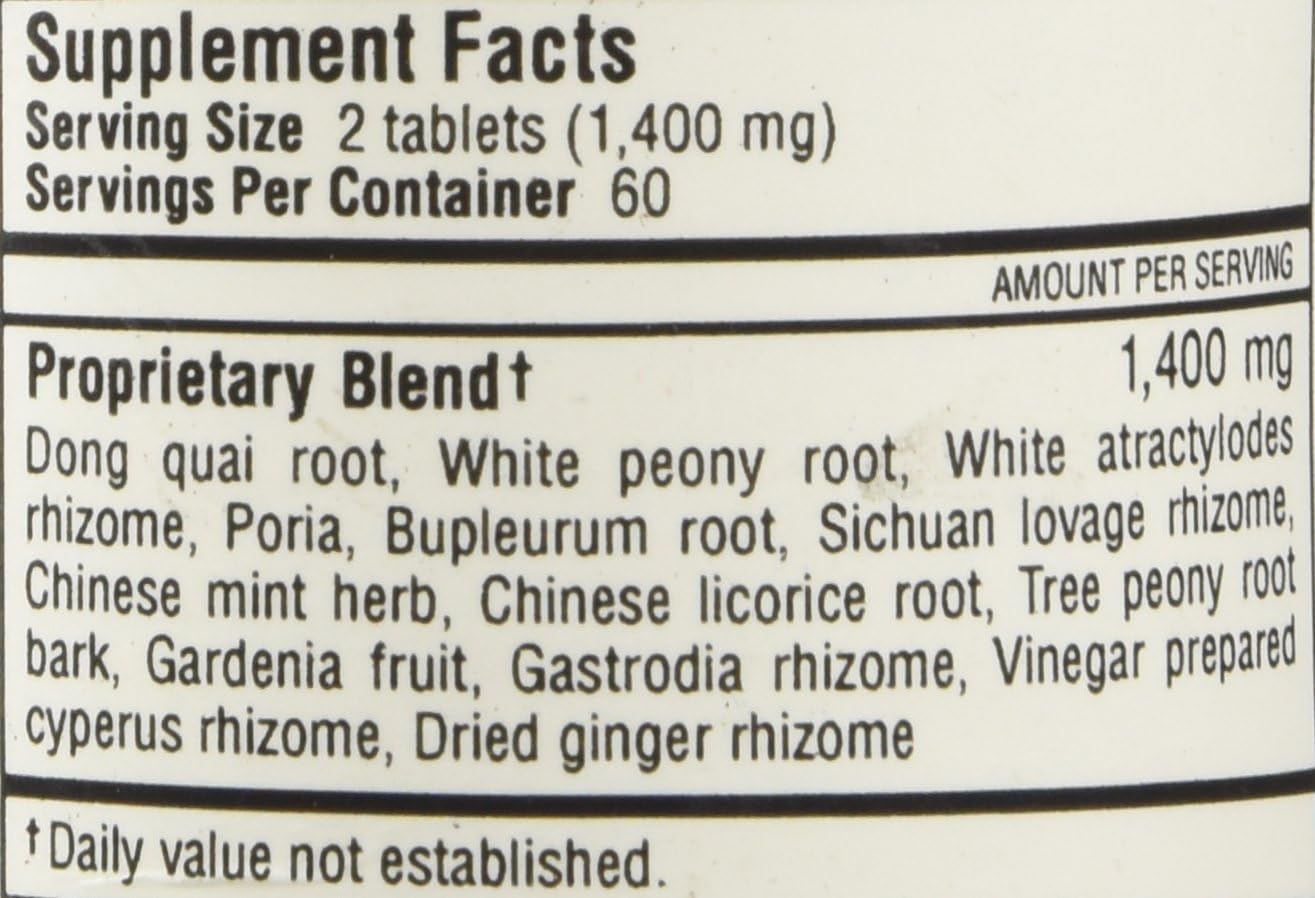 Supplement Facts
Serving Size 2 tablets (1,400 mg)
Servings Per Container 60
AMOUNT PER SERVING
Proprietary Blend† 1,400 mg
Dong quai root, White peony root, White atractylodes
rhizome, Poria, Bupleurum root, Sichuan lovage rhizome,
Chinese mint herb, Chinese licorice root, Tree peony root
bark, Gardenia fruit, Gastrodia rhizome, Vinegar prepared
cyperus rhizome, Dried ginger rhizome
†Daily value not established.